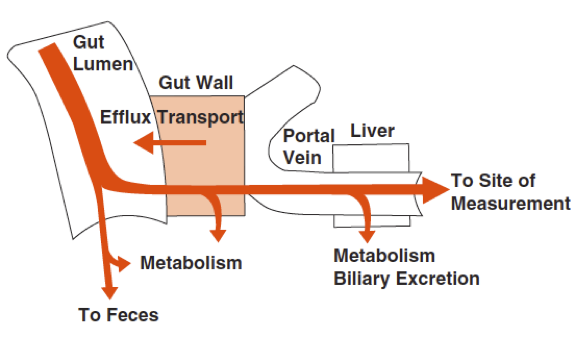 Gut
Lumen
Gut Wall
Efflux Transport
Portal
Vein
Liver
To Site of
Measurement
Metabolism
Metabolism
Biliary Excretion
To Feces